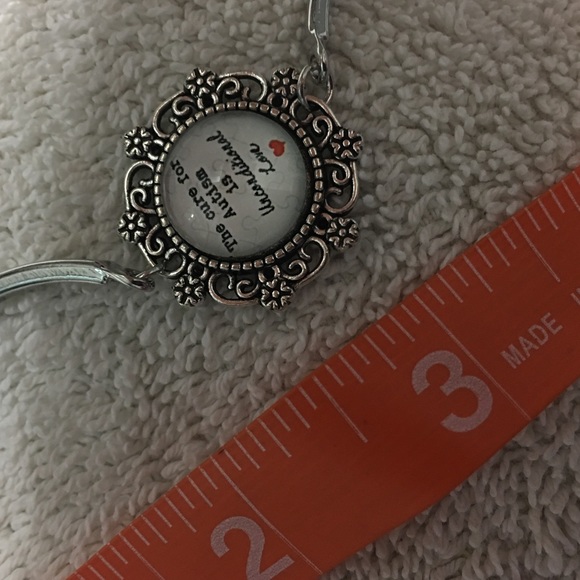 The cure for
Autism
is
Unconditional
Love
2
3
MADE